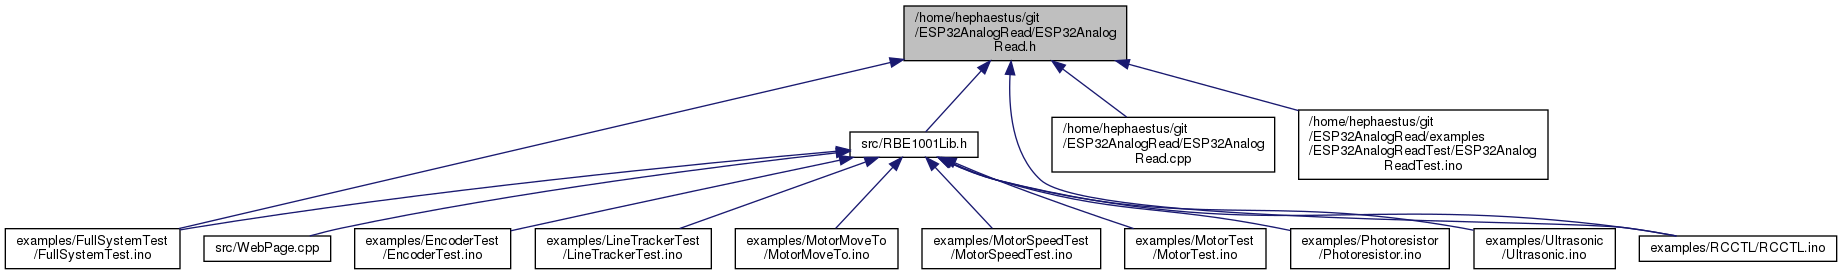 /home/hephaestus/git
/ESP32AnalogRead/ESP32Analog
Read.h
src/RBE1001Lib.h
/home/hephaestus/git
/ESP32AnalogRead/ESP32Analog
Read.cpp
/home/hephaestus/git
/ESP32AnalogRead/examples
/ESP32AnalogReadTest/ESP32Analog
ReadTest.ino
examples/FullSystemTest
/FullSystemTest.ino
src/WebPage.cpp
examples/EncoderTest
/EncoderTest.ino
examples/LineTrackerTest
/LineTrackerTest.ino
examples/MotorMoveTo
/MotorMoveTo.ino
examples/MotorSpeedTest
/MotorSpeedTest.ino
examples/MotorTest
/MotorTest.ino
examples/Photoresistor
/Photoresistor.ino
examples/Ultrasonic
/Ultrasonic.ino
examples/RCCTL/RCCTL.ino